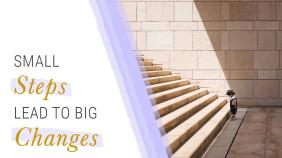 SMALL
Steps
LEAD TO BIG
Changes